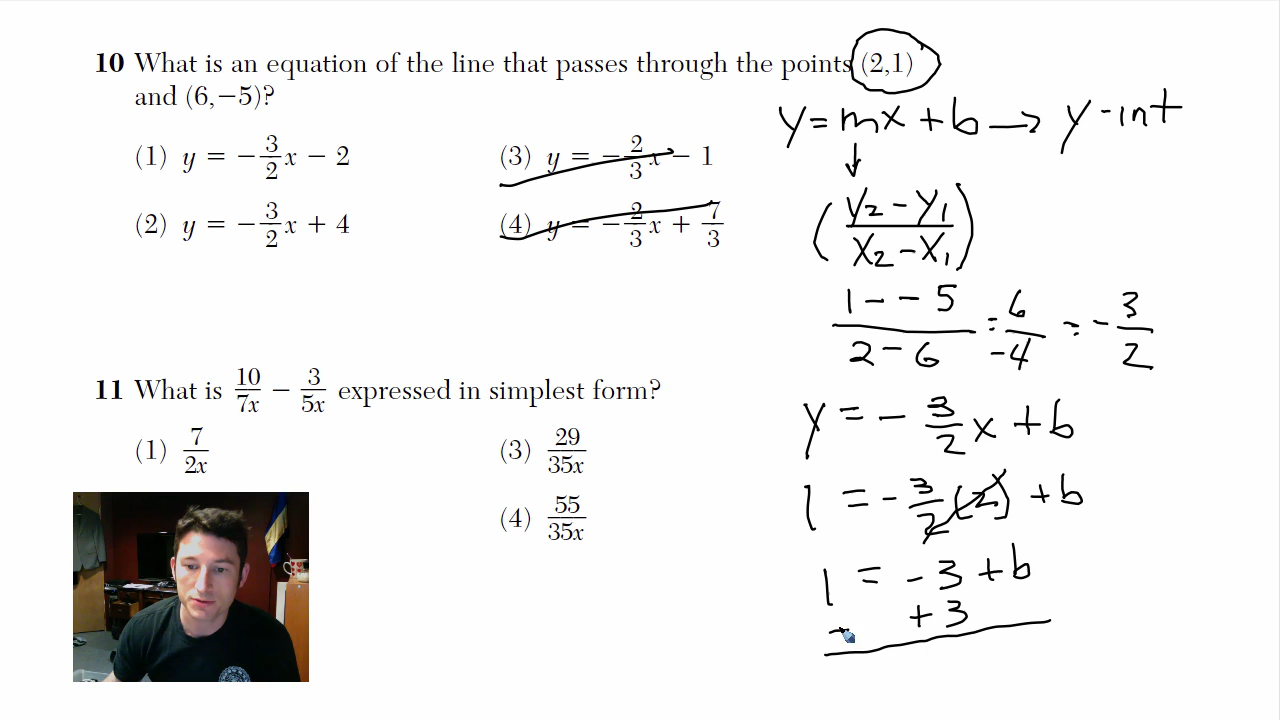 10 What is an equation of the line that passes through the points (2,1)
and (6,−5)?
(1) y = −3/2x − 2
(3) y = −2/3x − 1
(2) y = −3/2x + 4
(4) y = −2/3x + 7/3
11 What is 10/7x − 3/5x expressed in simplest form?
(1) 7/2x
(3) 29/35x
(4) 55/35x
y = mx + b → y-int
(y2 − y1 / x2 − x1)
1 − − 5 / 2 − 6 = 6 / −4 = − 3/2
y = − 3/2 x + b
1 = − 3/2 (2) + b
1 = − 3 + b
+ 3